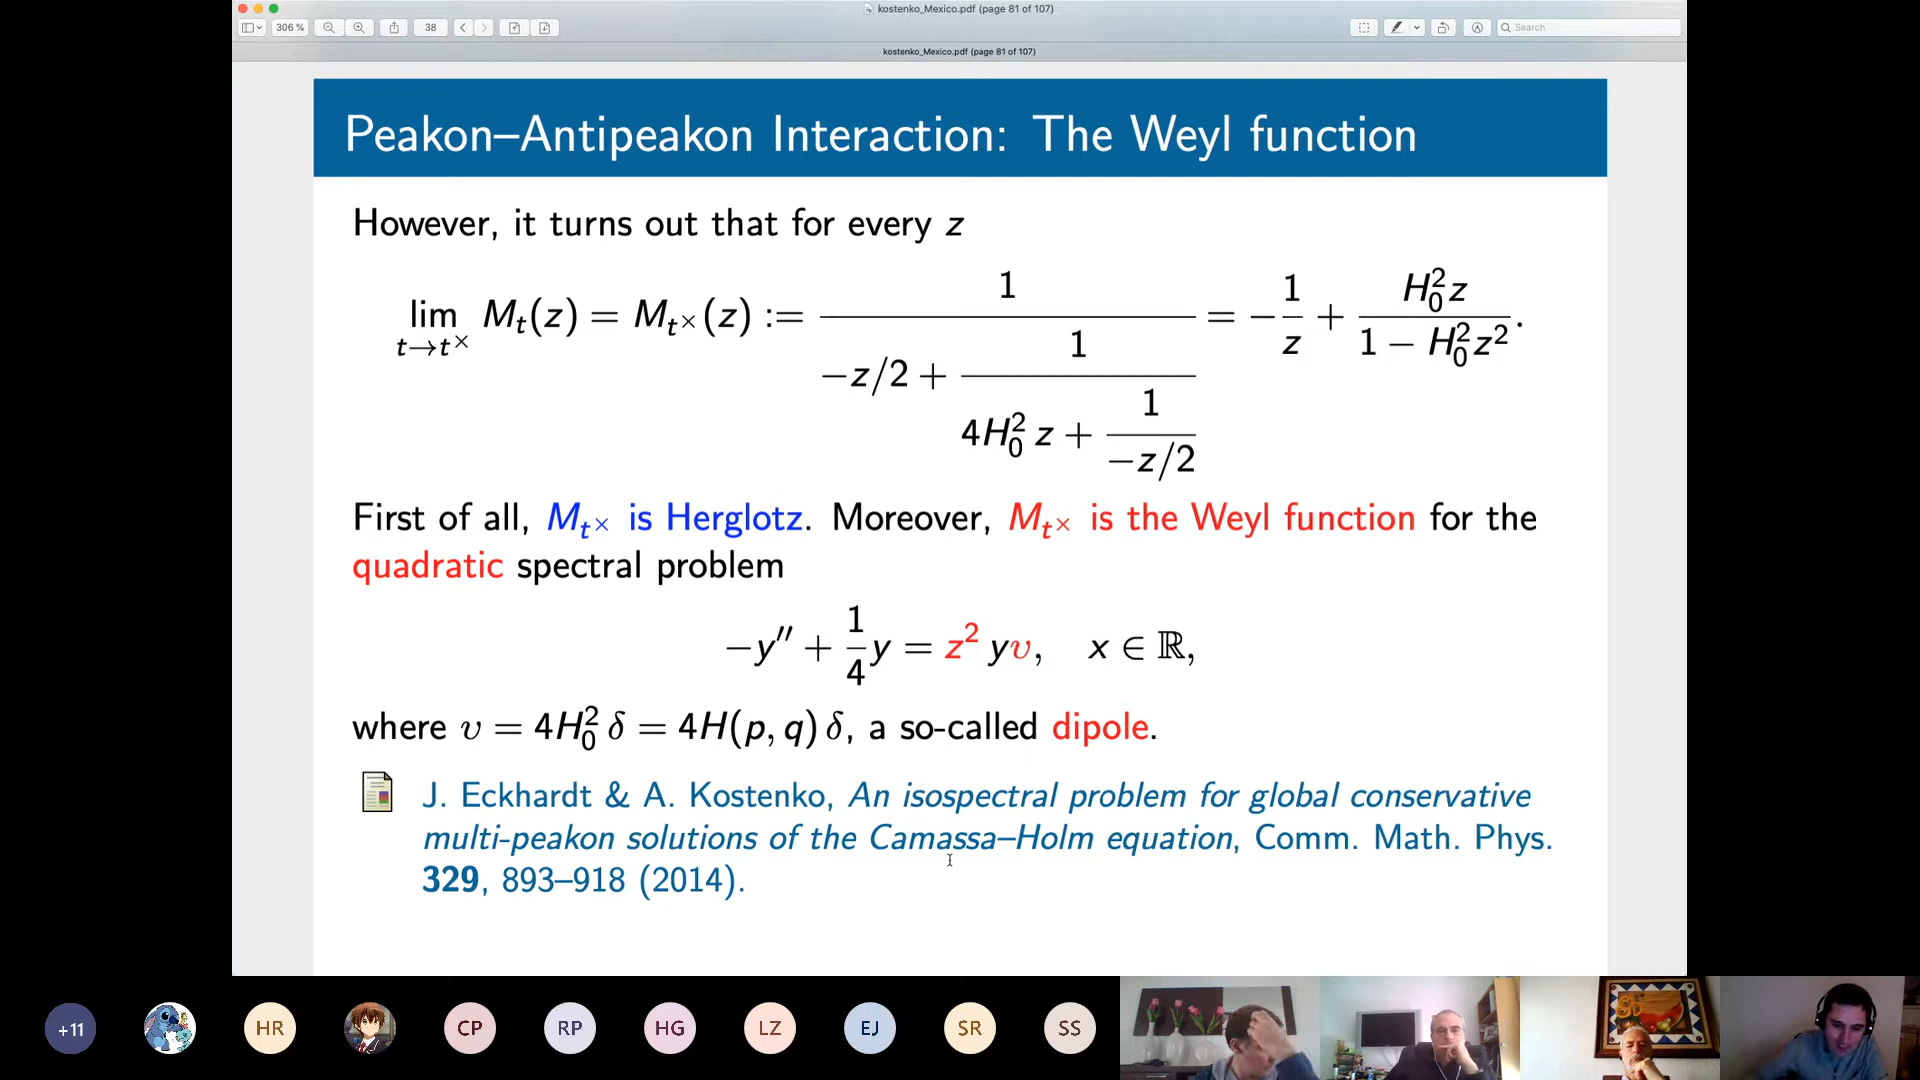 kostenko_Mexico.pdf (page 81 of 107)
306 %
38
Search
kostenko_Mexico.pdf (page 81 of 107)
Peakon–Antipeakon Interaction: The Weyl function
However, it turns out that for every z
lim_{t→t^×} M_t(z) = M_{t^×}(z) := 1/(−z/2 + 1/(4H_0^2 z + 1/(−z/2))) = −1/z + H_0^2 z/(1 − H_0^2 z^2).
First of all, M_{t^×} is Herglotz. Moreover, M_{t^×} is the Weyl function for the
quadratic spectral problem
−y″ + 1/4 y = z^2 yυ, x ∈ ℝ,
where υ = 4H_0^2 δ = 4H(p, q) δ, a so-called dipole.
J. Eckhardt & A. Kostenko, An isospectral problem for global conservative
multi-peakon solutions of the Camassa–Holm equation, Comm. Math. Phys.
329, 893–918 (2014).
+11
HR
CP
RP
HG
LZ
EJ
SR
SS